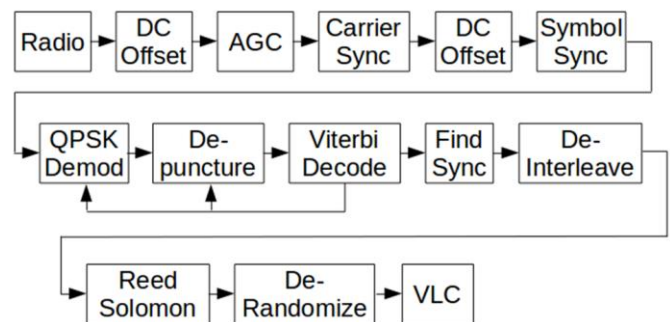 Radio
DC
Offset
AGC
Carrier
Sync
DC
Offset
Symbol
Sync
QPSK
Demod
De-
puncture
Viterbi
Decode
Find
Sync
De-
Interleave
Reed
Solomon
De-
Randomize
VLC